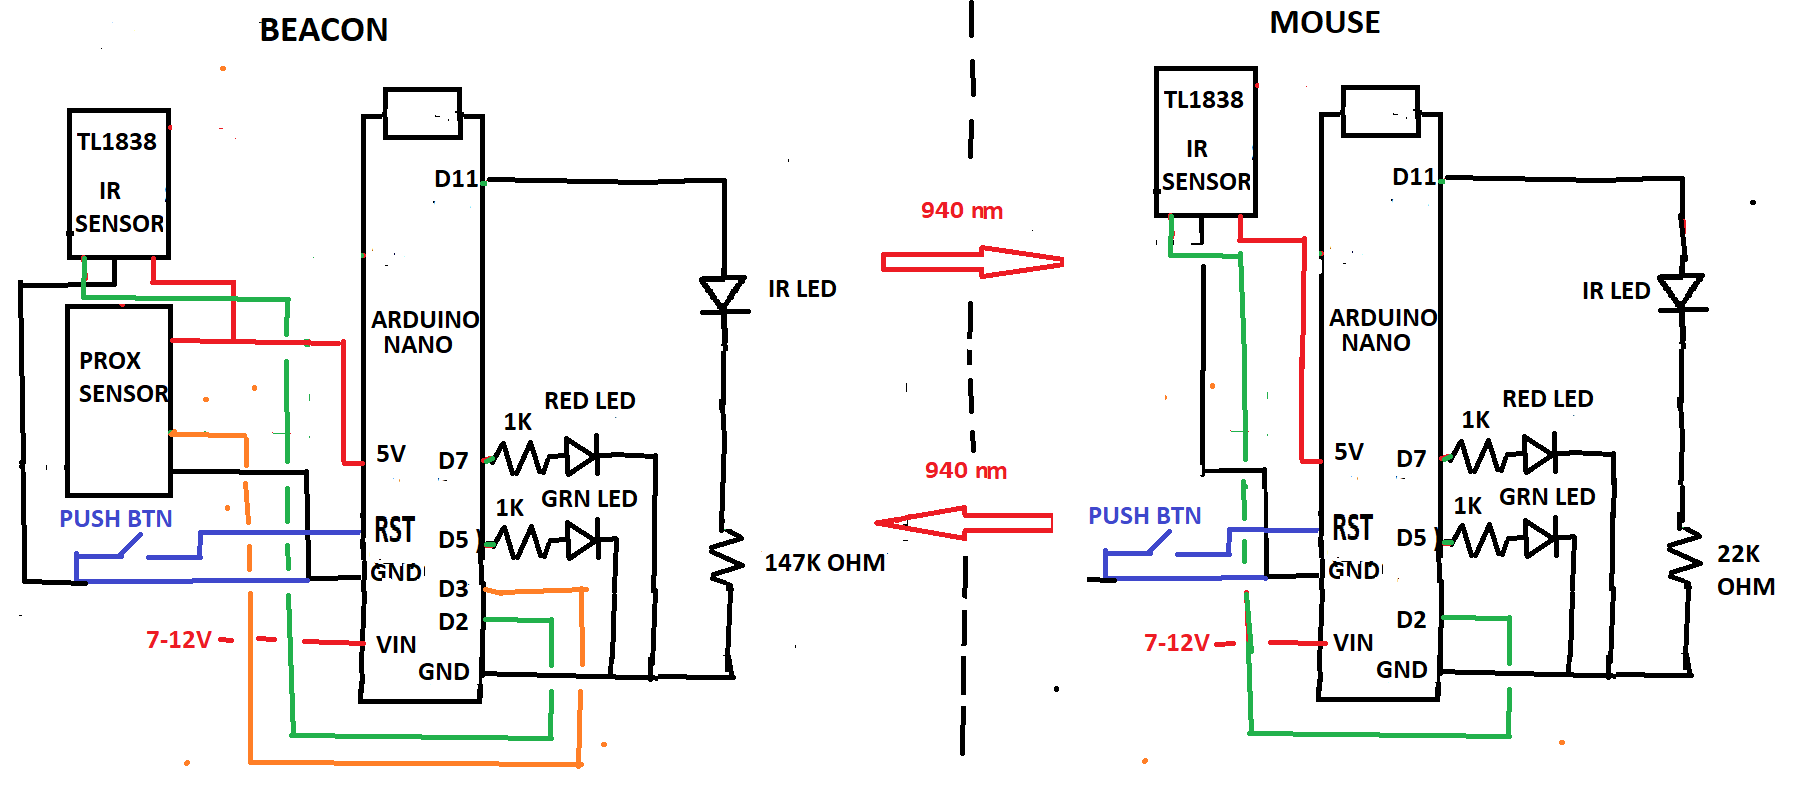 BEACON
TL1838
IR
SENSOR
PROX
SENSOR
PUSH BTN
7-12V
D11
ARDUINO
NANO
5V
D7
RST
D5
GND
D3
D2
VIN
GND
1K
RED LED
1K
GRN LED
IR LED
147K OHM
940 nm
940 nm
MOUSE
TL1838
IR
SENSOR
PUSH BTN
7-12V
D11
ARDUINO
NANO
5V
D7
RST
D5
GND
D2
VIN
GND
1K
RED LED
1K
GRN LED
IR LED
22K
OHM